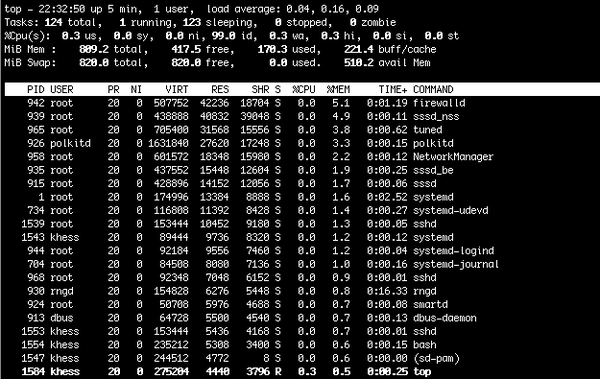 top - 22:32:50 up 5 min, 1 user, load average: 0.04, 0.16, 0.09
Tasks: 124 total, 1 running, 123 sleeping, 0 stopped, 0 zombie
%Cpu(s): 0.3 us, 0.0 sy, 0.0 ni, 99.0 id, 0.3 wa, 0.3 hi, 0.0 si, 0.0 st
MiB Mem : 809.2 total, 417.5 free, 170.3 used, 221.4 buff/cache
MiB Swap: 820.0 total, 820.0 free, 0.0 used. 510.2 avail Mem
PID USER PR NI VIRT RES SHR S %CPU %MEM TIME+ COMMAND
942 root 20 0 507752 42236 18704 S 0.0 5.1 0:01.19 firewalld
939 root 20 0 438888 40832 39048 S 0.0 4.9 0:00.11 sssd_nss
965 root 20 0 705400 31568 15556 S 0.0 3.8 0:00.62 tuned
926 polkitd 20 0 1631840 27620 17248 S 0.0 3.3 0:00.15 polkitd
958 root 20 0 601572 18348 15980 S 0.0 2.2 0:00.12 NetworkManager
935 root 20 0 437552 15448 12604 S 0.0 1.9 0:00.25 sssd_be
915 root 20 0 428896 14152 12056 S 0.0 1.7 0:00.06 sssd
1 root 20 0 174996 13384 8888 S 0.0 1.6 0:02.52 systemd
734 root 20 0 116808 11392 8428 S 0.0 1.4 0:00.27 systemd-udevd
1539 root 20 0 153444 10452 9180 S 0.0 1.3 0:00.05 sshd
1543 khess 20 0 89444 9736 8320 S 0.0 1.2 0:00.12 systemd
944 root 20 0 92184 9556 7460 S 0.0 1.2 0:00.04 systemd-logind
704 root 20 0 84508 8080 7136 S 0.0 1.0 0:00.16 systemd-journal
968 root 20 0 92348 7048 6152 S 0.0 0.9 0:00.01 sshd
930 rngd 20 0 154828 6276 5448 S 0.0 0.8 0:16.33 rngd
924 root 20 0 50708 5976 4688 S 0.0 0.7 0:00.08 smartd
913 dbus 20 0 64728 5500 4540 S 0.0 0.7 0:00.13 dbus-daemon
1553 khess 20 0 153444 5436 4168 S 0.0 0.7 0:00.01 sshd
1554 khess 20 0 235212 5308 3400 S 0.0 0.6 0:00.15 bash
1547 khess 20 0 244512 4772 8 S 0.0 0.6 0:00.00 (sd-pam)
1584 khess 20 0 275204 4440 3796 R 0.3 0.5 0:00.25 top